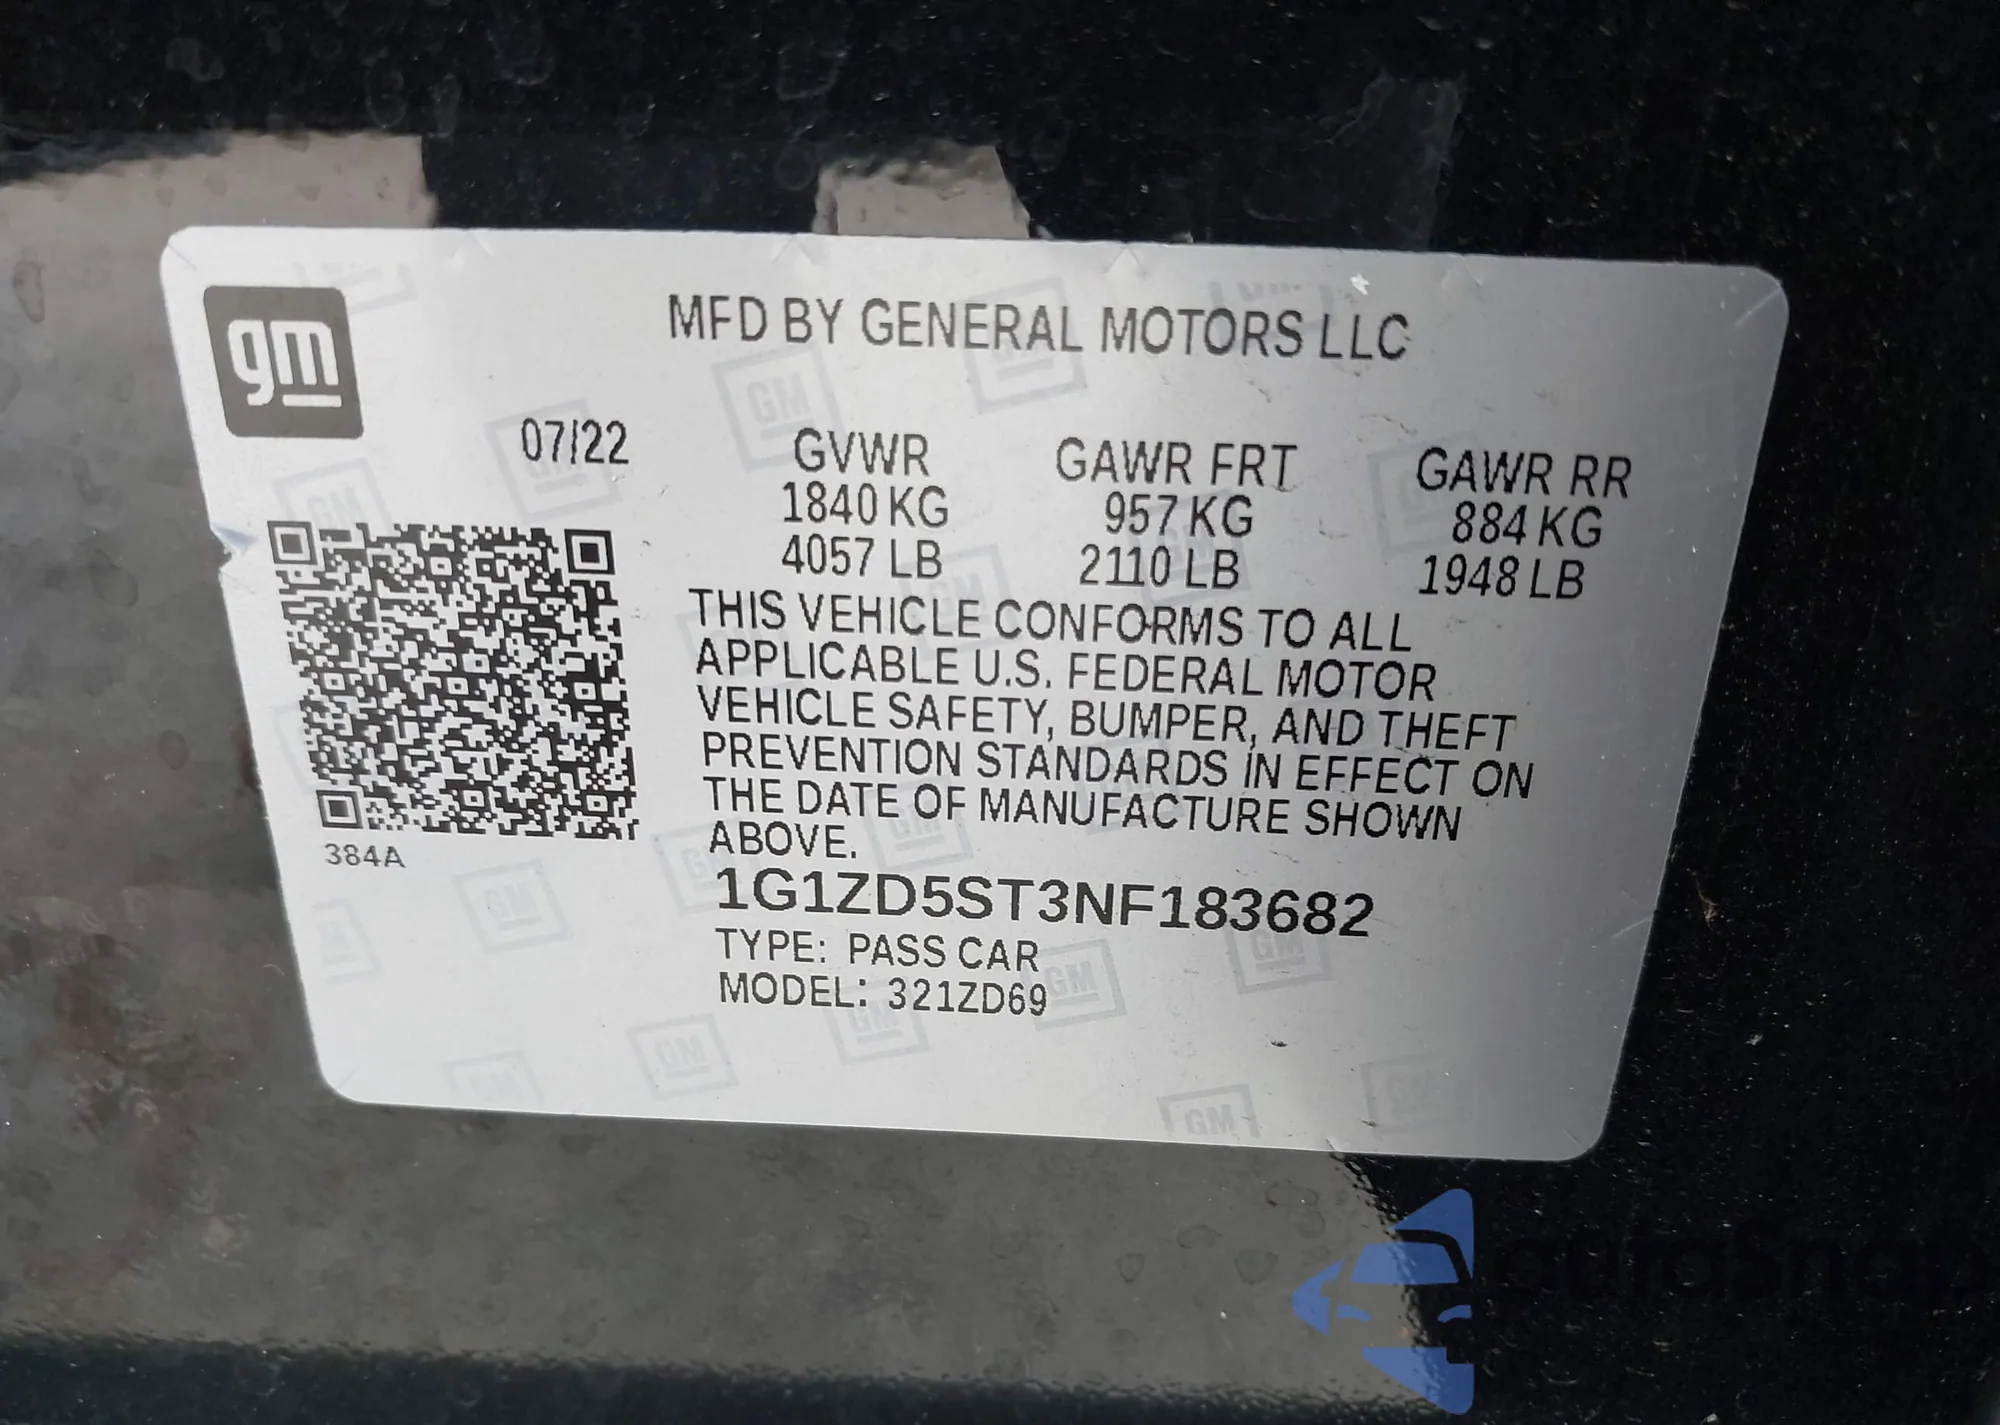 gm
MFD BY GENERAL MOTORS LLC
07/22
GVWR GAWR FRT GAWR RR
1840 KG 957 KG 884 KG
4057 LB 2110 LB 1948 LB
THIS VEHICLE CONFORMS TO ALL
APPLICABLE U.S. FEDERAL MOTOR
VEHICLE SAFETY, BUMPER, AND THEFT
PREVENTION STANDARDS IN EFFECT ON
THE DATE OF MANUFACTURE SHOWN
ABOVE.
384A
1G1ZD5ST3NF183682
TYPE: PASS CAR
MODEL: 321ZD69